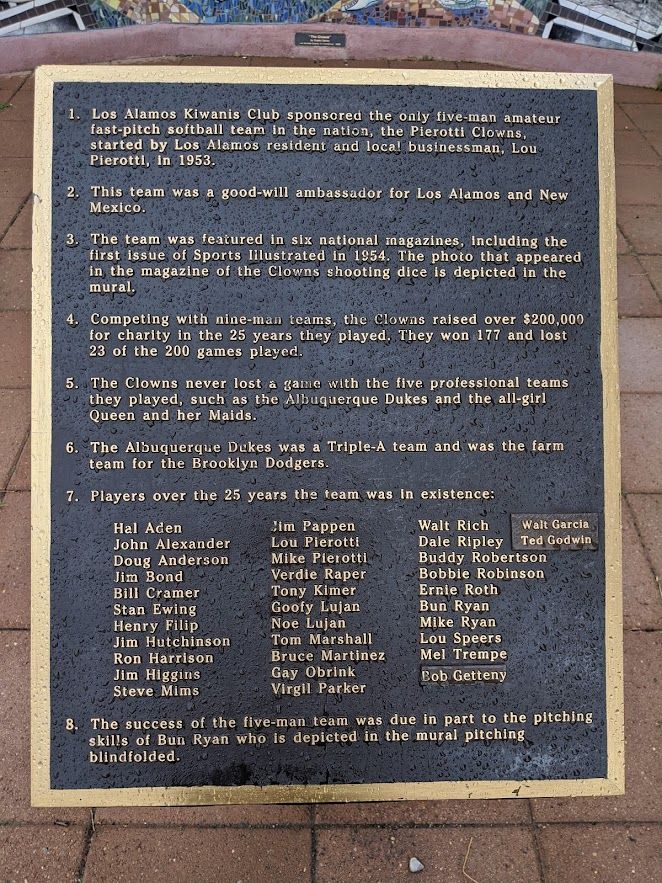 "The Clowns"
1. Los Alamos Kiwanis Club sponsored the only five-man amateur
fast-pitch softball team in the nation, the Pierotti Clowns,
started by Los Alamos resident and local businessman, Lou
Pierotti, in 1953.
2. This team was a good-will ambassador for Los Alamos and New
Mexico.
3. The team was featured in six national magazines, including the
first issue of Sports Illustrated in 1954. The photo that appeared
in the magazine of the Clowns shooting dice is depicted in the
mural.
4. Competing with nine-man teams, the Clowns raised over $200,000
for charity in the 25 years they played. They won 177 and lost
23 of the 200 games played.
5. The Clowns never lost a game with the five professional teams
they played, such as the Albuquerque Dukes and the all-girl
Queen and her Maids.
6. The Albuquerque Dukes was a Triple-A team and was the farm
team for the Brooklyn Dodgers.
7. Players over the 25 years the team was in existence:
Hal Aden
John Alexander
Doug Anderson
Jim Bond
Bill Cramer
Stan Ewing
Henry Filip
Jim Hutchinson
Ron Harrison
Jim Higgins
Steve Mims
Jim Pappen
Lou Pierotti
Mike Pierotti
Verdie Raper
Tony Kimer
Goofy Lujan
Noe Lujan
Tom Marshall
Bruce Martinez
Gay Obrink
Virgil Parker
Walt Rich
Dale Ripley
Buddy Robertson
Bobbie Robinson
Ernie Roth
Bun Ryan
Mike Ryan
Lou Speers
Mel Trempe
Bob Getteny
Walt Garcia
Ted Godwin
8. The success of the five-man team was due in part to the pitching
skills of Bun Ryan who is depicted in the mural pitching
blindfolded.